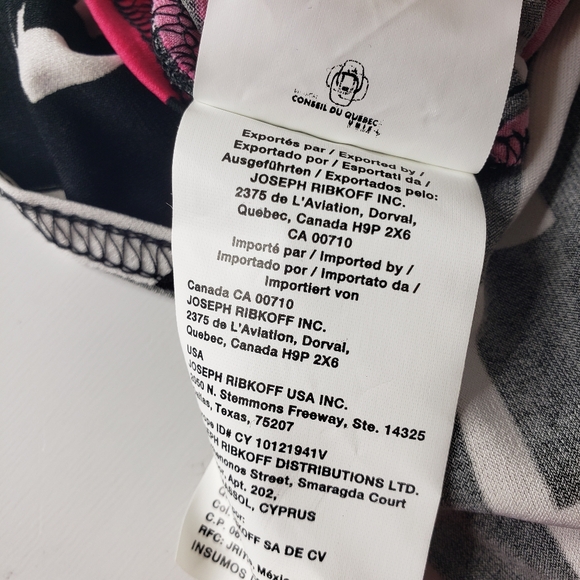 CONSEIL DU QUEBEC
Exportés par / Exported by /
Exportado por / Esportati da /
Ausgeführten / Exportados pelo:
JOSEPH RIBKOFF INC.
2375 de L'Aviation, Dorval,
Quebec, Canada H9P 2X6
CA 00710
Importé par / Imported by /
Importado por / Importato da /
Importiert von
Canada CA 00710
JOSEPH RIBKOFF INC.
2375 de L'Aviation, Dorval,
Quebec, Canada H9P 2X6
USA
JOSEPH RIBKOFF USA INC.
N. Stemmons Freeway, Ste. 14325
Texas, 75207
ID# CY 10121941V
RIBKOFF DISTRIBUTIONS LTD.
Street, Smaragda Court
Apt. 202,
CYPRUS
SA DE CV
C.P. 06
RFC:
INSUMOS